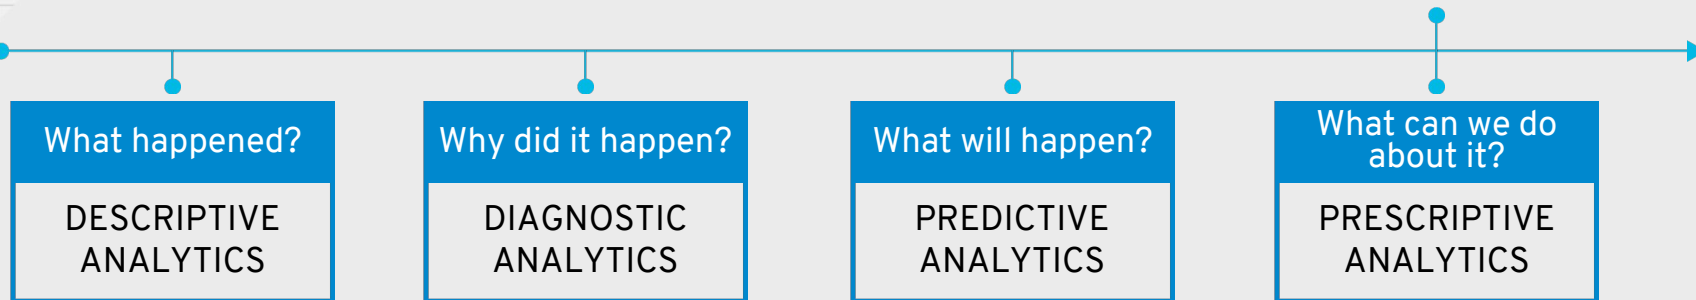 What happened?
DESCRIPTIVE
ANALYTICS
Why did it happen?
DIAGNOSTIC
ANALYTICS
What will happen?
PREDICTIVE
ANALYTICS
What can we do
about it?
PRESCRIPTIVE
ANALYTICS